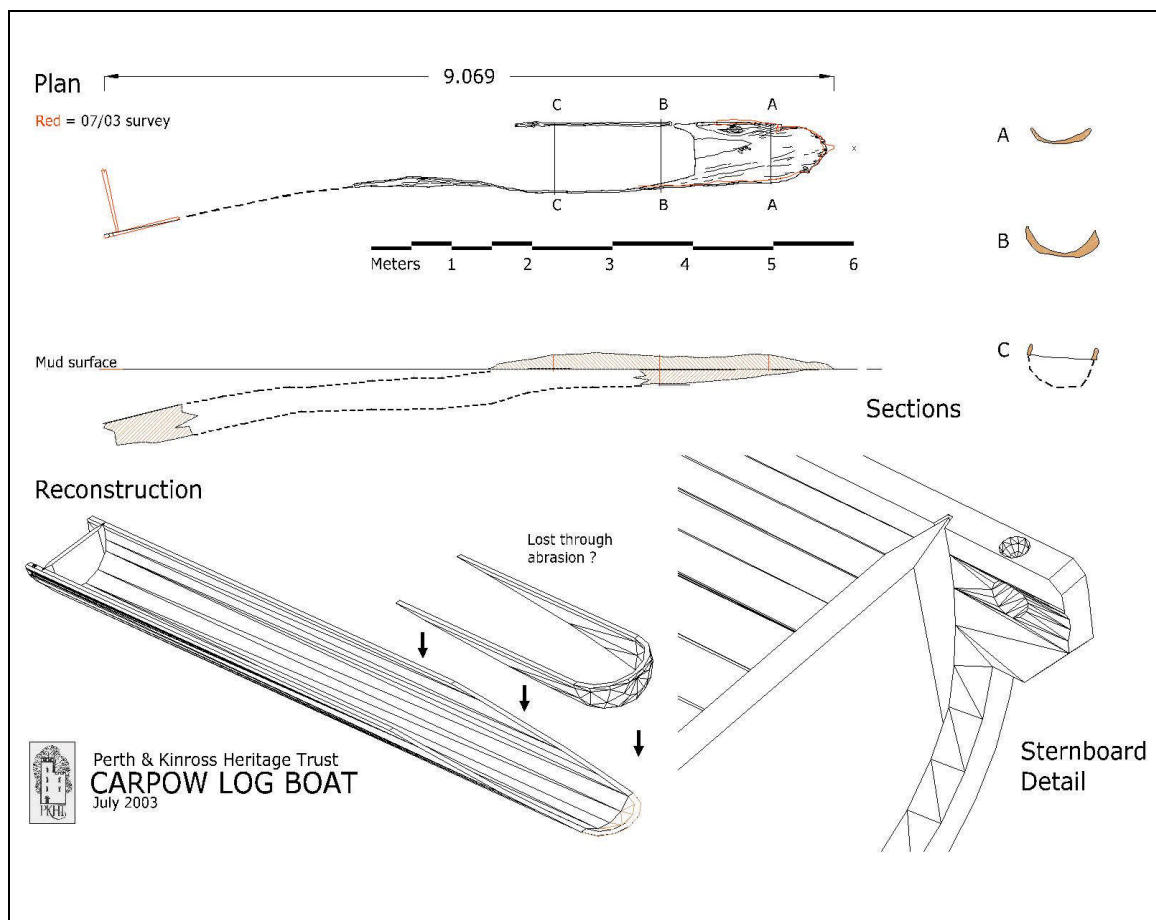 Plan
9.069
Red = 07/03 survey
C B A
C B A
x
Meters 1 2 3 4 5 6
A
B
C
Mud surface
Sections
Reconstruction
Lost through
abrasion ?
Sternboard
Detail
PKHT
Perth & Kinross Heritage Trust
CARPOW LOG BOAT
July 2003